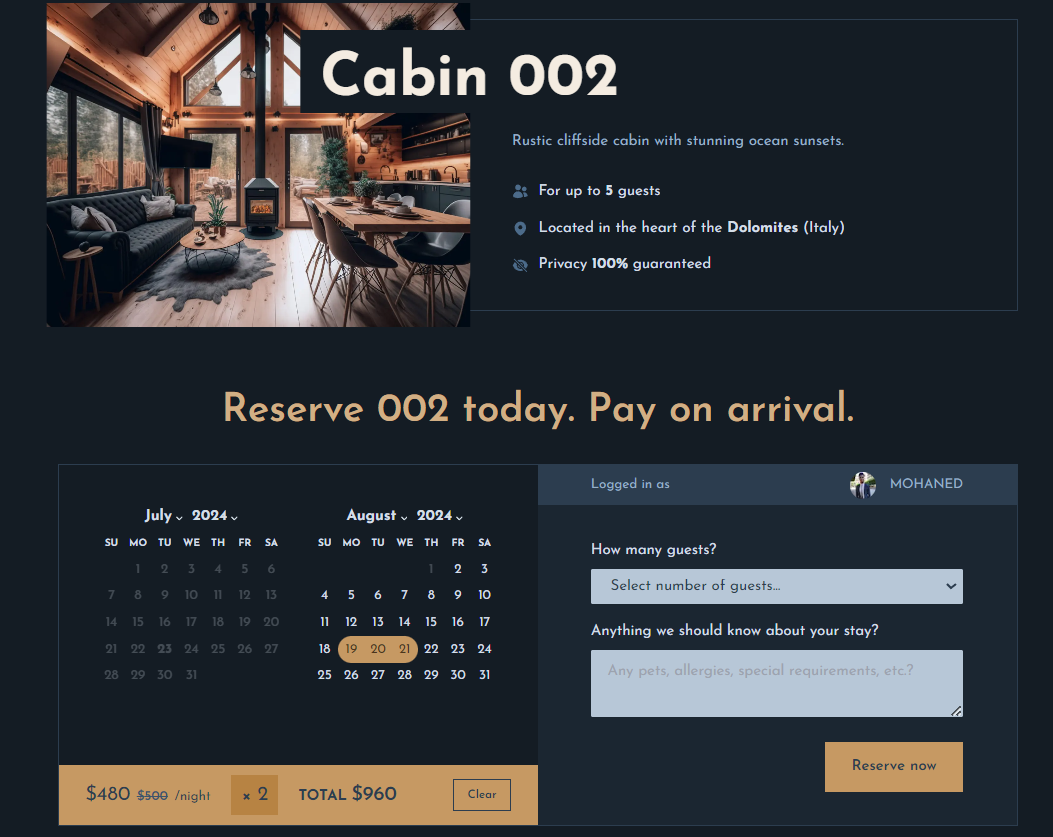 Cabin 002
Rustic cliffside cabin with stunning ocean sunsets.
For up to 5 guests
Located in the heart of the Dolomites (Italy)
Privacy 100% guaranteed
Reserve 002 today. Pay on arrival.
July 2024
SU MO TU WE TH FR SA
1 2 3 4 5 6
7 8 9 10 11 12 13
14 15 16 17 18 19 20
21 22 23 24 25 26 27
28 29 30 31
August 2024
SU MO TU WE TH FR SA
1 2 3
4 5 6 7 8 9 10
11 12 13 14 15 16 17
18 19 20 21 22 23 24
25 26 27 28 29 30 31
$480 $500 /night × 2 TOTAL $960 Clear
Logged in as MOHANED
How many guests?
Select number of guests...
Anything we should know about your stay?
Any pets, allergies, special requirements, etc.?
Reserve now